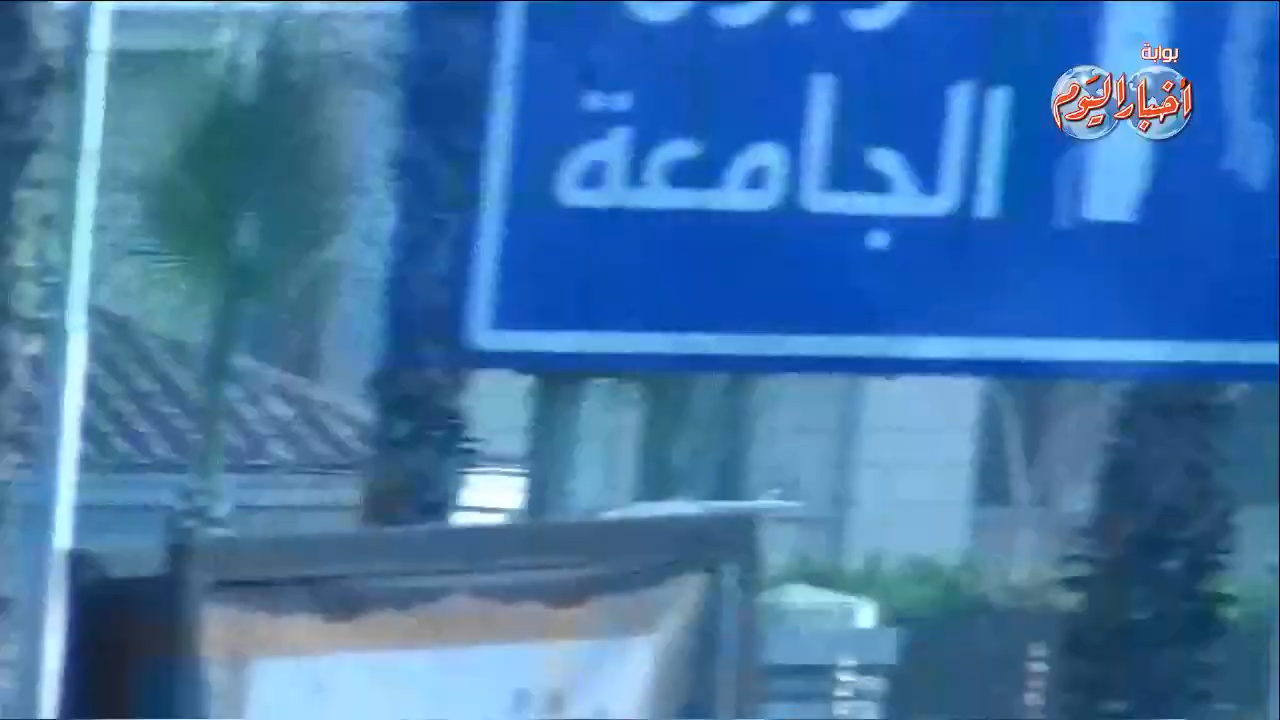 بوابة
أخبار اليوم
الجامعة